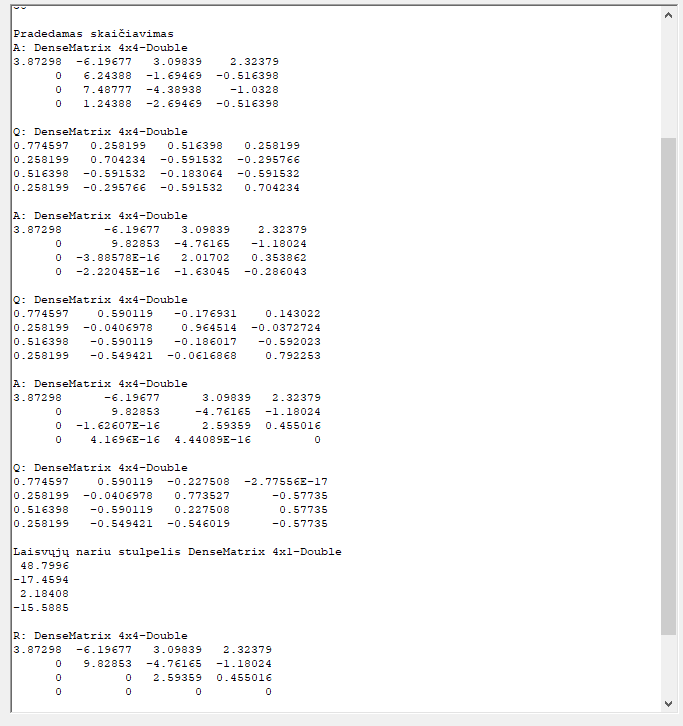 Pradedamas skaičiavimas
A: DenseMatrix 4x4-Double
3.87298  -6.19677   3.09839   2.32379
      0   6.24388  -1.69469 -0.516398
      0   7.48777  -4.38938   -1.0328
      0   1.24388  -2.69469 -0.516398
Q: DenseMatrix 4x4-Double
0.774597   0.258199   0.516398   0.258199
0.258199   0.704234  -0.591532  -0.295766
0.516398  -0.591532  -0.183064  -0.591532
0.258199  -0.295766  -0.591532   0.704234
A: DenseMatrix 4x4-Double
3.87298      -6.19677   3.09839   2.32379
      0       9.82853  -4.76165  -1.18024
      0  -3.88578E-16   2.01702  0.353862
      0  -2.22045E-16  -1.63045 -0.286043
Q: DenseMatrix 4x4-Double
0.774597    0.590119   -0.176931    0.143022
0.258199  -0.0406978    0.964514  -0.0372724
0.516398   -0.590119   -0.186017   -0.592023
0.258199   -0.549421  -0.0616868    0.792253
A: DenseMatrix 4x4-Double
3.87298      -6.19677      3.09839   2.32379
      0       9.82853     -4.76165  -1.18024
      0  -1.62607E-16      2.59359  0.455016
      0    4.1696E-16  4.44089E-16         0
Q: DenseMatrix 4x4-Double
0.774597    0.590119  -0.227508  -2.77556E-17
0.258199  -0.0406978   0.773527      -0.57735
0.516398   -0.590119   0.227508       0.57735
0.258199   -0.549421  -0.546019      -0.57735
Laisvųjų nariu stulpelis DenseMatrix 4x1-Double
 48.7996
-17.4594
 2.18408
-15.5885
R: DenseMatrix 4x4-Double
3.87298  -6.19677   3.09839   2.32379
      0   9.82853  -4.76165  -1.18024
      0         0   2.59359  0.455016
      0         0         0         0